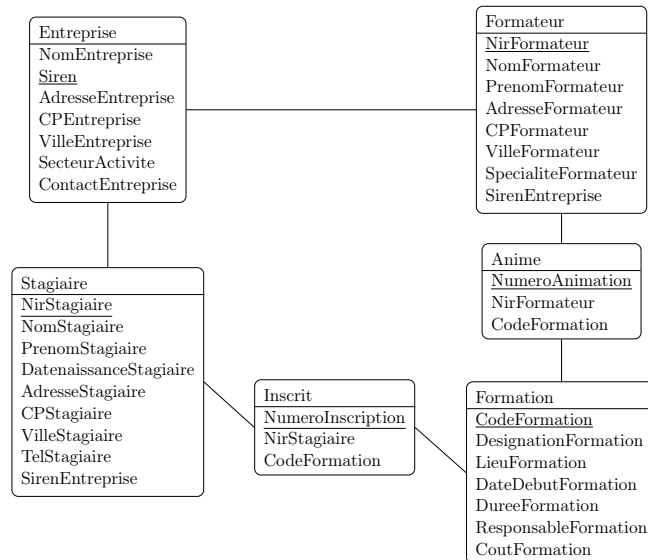 Entreprise
NomEntreprise
Siren
AdresseEntreprise
CPEntreprise
VilleEntreprise
SecteurActivite
ContactEntreprise
Formateur
NirFormateur
NomFormateur
PrenomFormateur
AdresseFormateur
CPFormateur
VilleFormateur
SpecialiteFormateur
SirenEntreprise
Anime
NumeroAnimation
NirFormateur
CodeFormation
Stagiaire
NirStagiaire
NomStagiaire
PrenomStagiaire
DatenaissanceStagiaire
AdresseStagiaire
CPStagiaire
VilleStagiaire
TelStagiaire
SirenEntreprise
Inscrit
NumeroInscription
NirStagiaire
CodeFormation
Formation
CodeFormation
DesignationFormation
LieuFormation
DateDebutFormation
DureeFormation
ResponsableFormation
CoutFormation